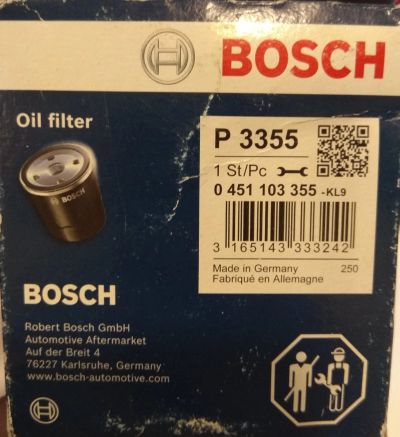 BOSCH
Oil filter
P 3355
1 St/Pc
0 451 103 355 -KL9
BOSCH
3 165143 333242
Made in Germany 250
Fabriqué en Allemagne
BOSCH
Robert Bosch GmbH
Automotive Aftermarket
Auf der Breit 4
76227 Karlsruhe, Germany
www.bosch-automotive.com